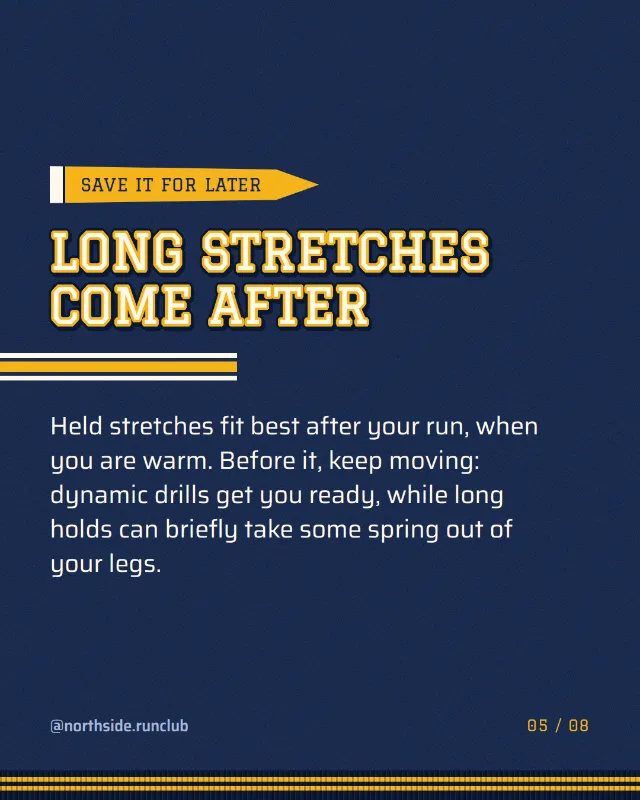 SAVE IT FOR LATER
LONG STRETCHES
COME AFTER
Held stretches fit best after your run, when
you are warm. Before it, keep moving:
dynamic drills get you ready, while long
holds can briefly take some spring out of
your legs.
@northside.runclub
05 / 08